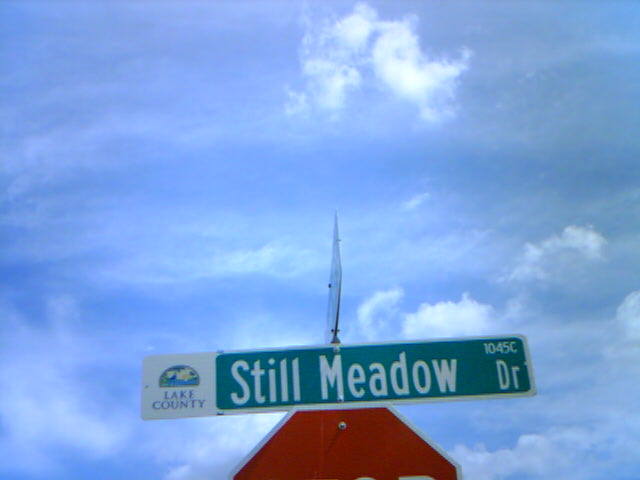 1045C
Still Meadow Dr
LAKE
COUNTY